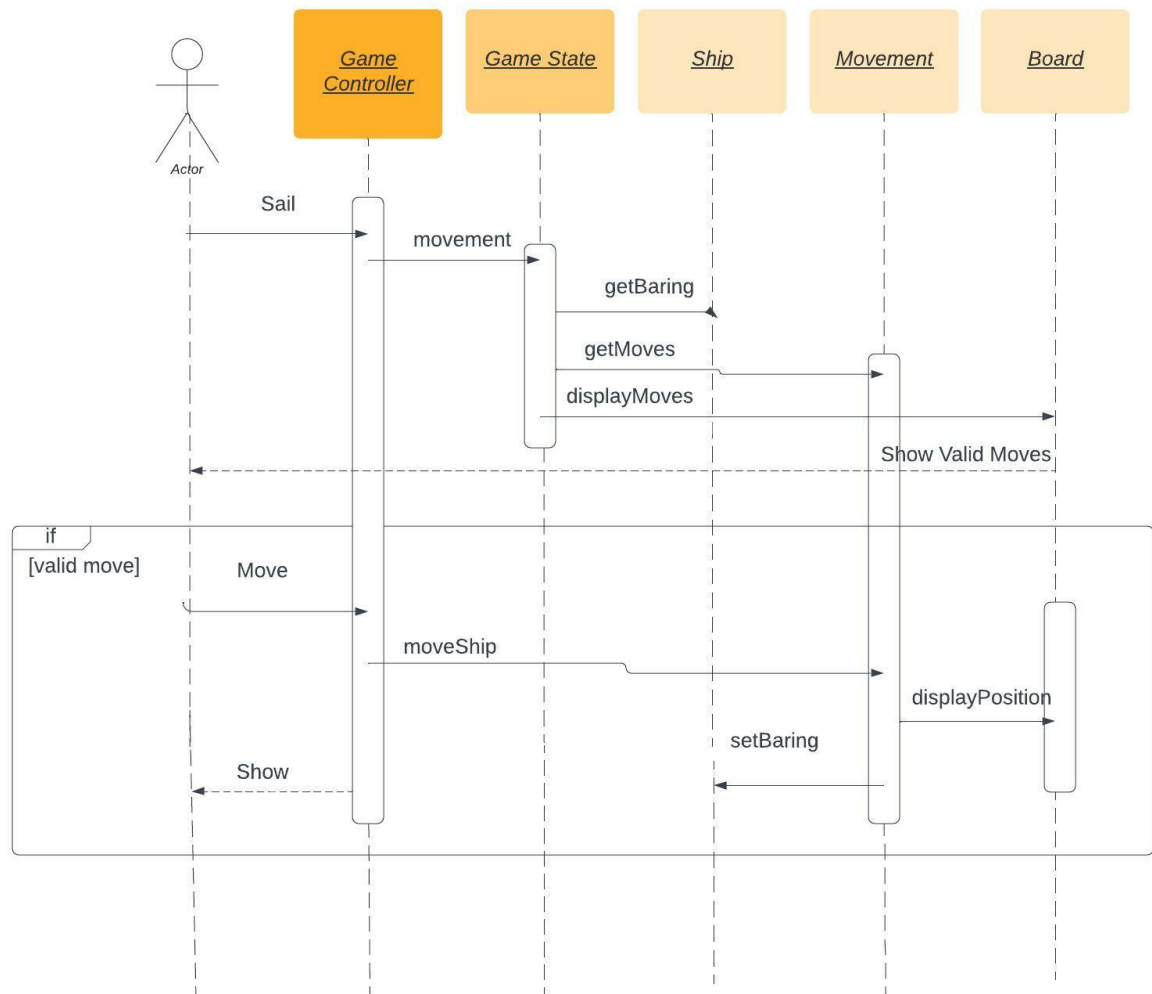 Game
Controller
Game State
Ship
Movement
Board
Actor
Sail
movement
getBaring
getMoves
displayMoves
Show Valid Moves
if
[valid move]
Move
moveShip
displayPosition
setBaring
Show